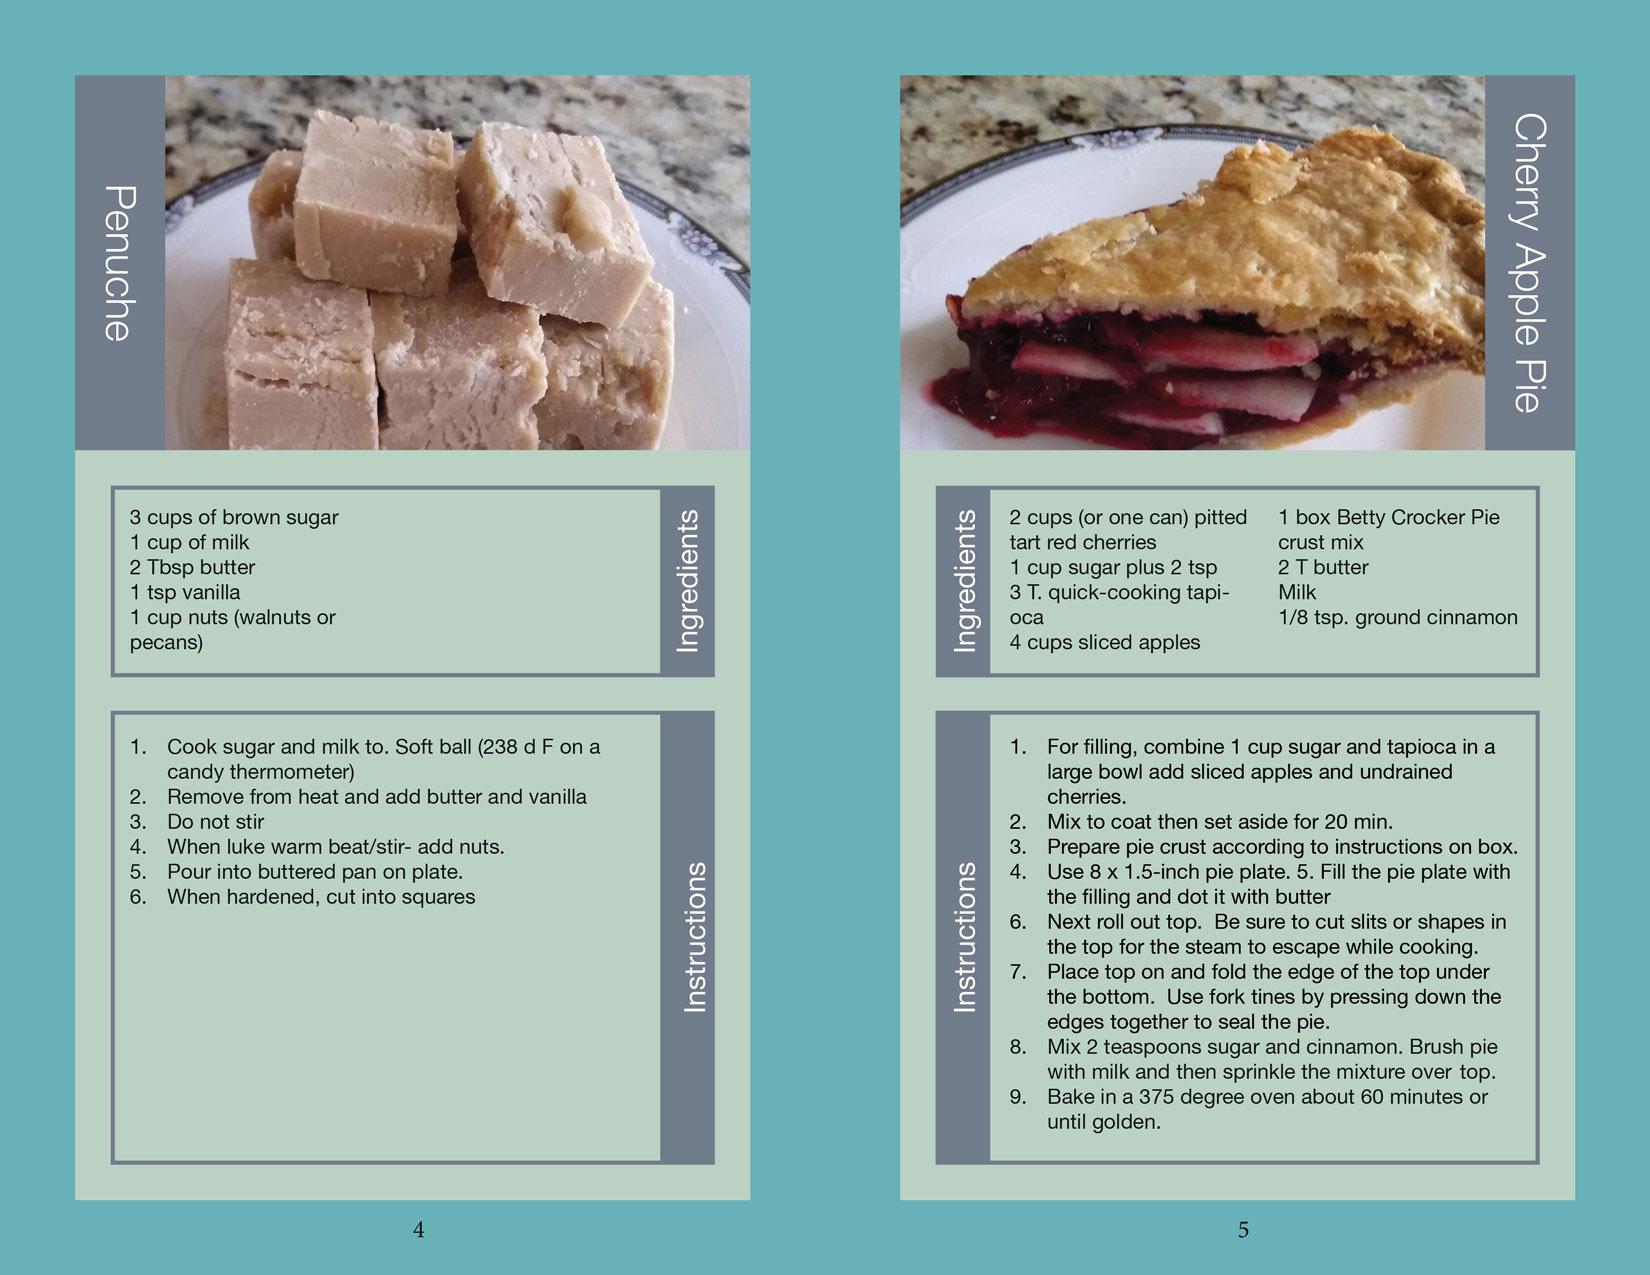 Penuche
3 cups of brown sugar
1 cup of milk
2 Tbsp butter
1 tsp vanilla
1 cup nuts (walnuts or
pecans)
Ingredients
1. Cook sugar and milk to. Soft ball (238 d F on a
candy thermometer)
2. Remove from heat and add butter and vanilla
3. Do not stir
4. When luke warm beat/stir- add nuts.
5. Pour into buttered pan on plate.
6. When hardened, cut into squares
Instructions
4
Cherry Apple Pie
Ingredients
2 cups (or one can) pitted
tart red cherries
1 cup sugar plus 2 tsp
3 T. quick-cooking tapi-
oca
4 cups sliced apples
1 box Betty Crocker Pie
crust mix
2 T butter
Milk
1/8 tsp. ground cinnamon
Instructions
1. For filling, combine 1 cup sugar and tapioca in a
large bowl add sliced apples and undrained
cherries.
2. Mix to coat then set aside for 20 min.
3. Prepare pie crust according to instructions on box.
4. Use 8 x 1.5-inch pie plate. 5. Fill the pie plate with
the filling and dot it with butter
6. Next roll out top.  Be sure to cut slits or shapes in
the top for the steam to escape while cooking.
7. Place top on and fold the edge of the top under
the bottom.  Use fork tines by pressing down the
edges together to seal the pie.
8. Mix 2 teaspoons sugar and cinnamon. Brush pie
with milk and then sprinkle the mixture over top.
9. Bake in a 375 degree oven about 60 minutes or
until golden.
5